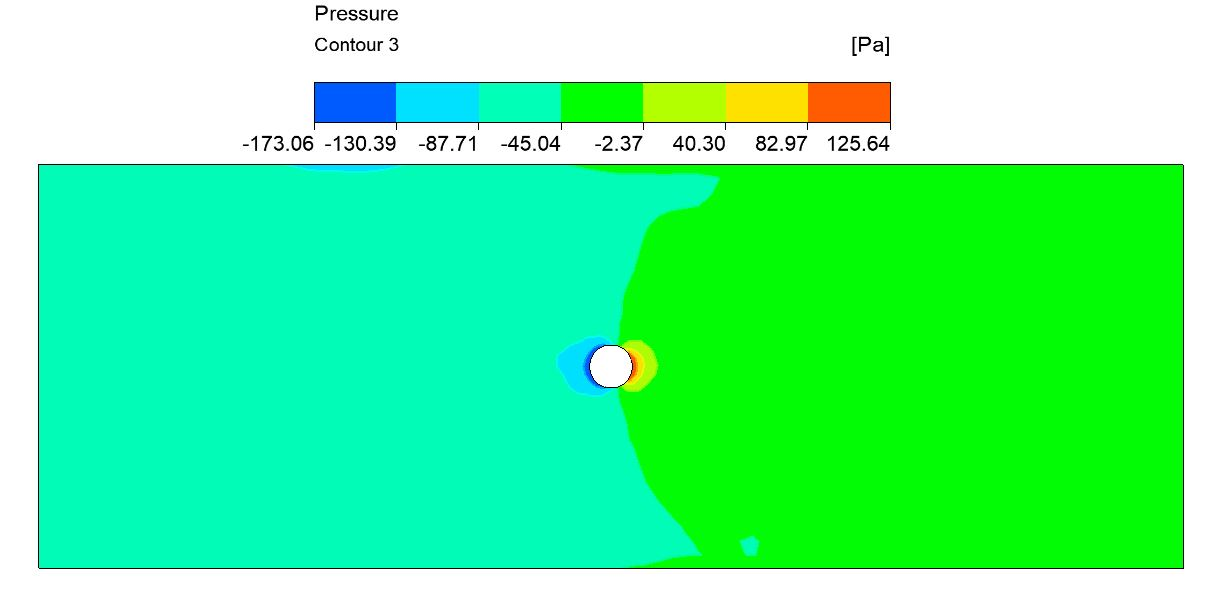 Pressure
Contour 3 [Pa]
-173.06 -130.39 -87.71 -45.04 -2.37 40.30 82.97 125.64